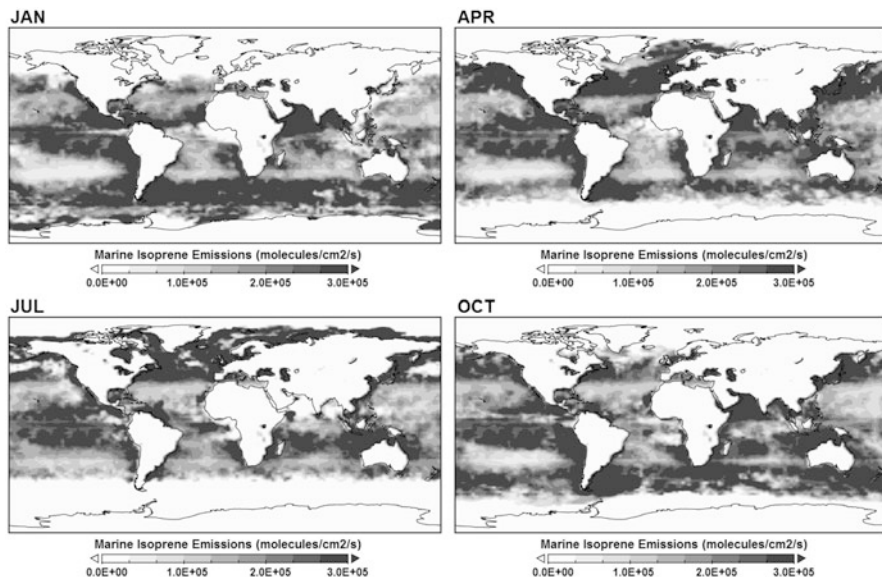 JAN
APR
Marine Isoprene Emissions (molecules/cm2/s)
0.0E+00 1.0E+05 2.0E+05 3.0E+05
Marine Isoprene Emissions (molecules/cm2/s)
0.0E+00 1.0E+05 2.0E+05 3.0E+05
JUL
OCT
Marine Isoprene Emissions (molecules/cm2/s)
0.0E+00 1.0E+05 2.0E+05 3.0E+05
Marine Isoprene Emissions (molecules/cm2/s)
0.0E+00 1.0E+05 2.0E+05 3.0E+05